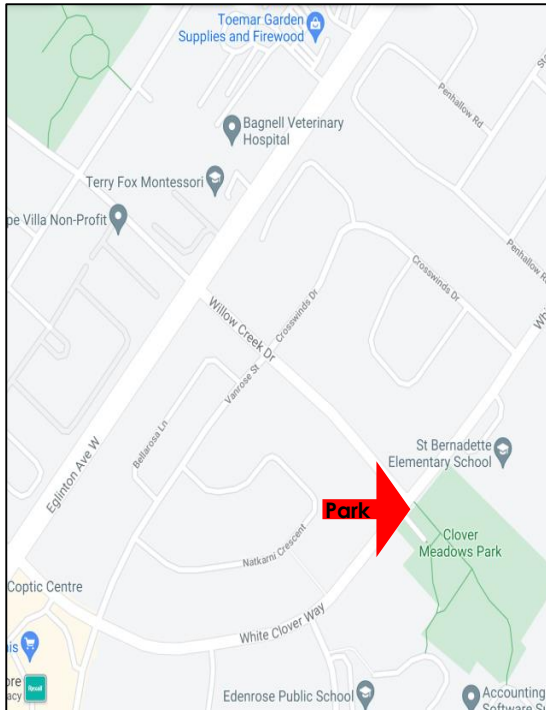 Toemar Garden
Supplies and Firewood
Penhallow Rd
Bagnell Veterinary
Hospital
Terry Fox Montessori
pe Villa Non-Profit
Penhallow R
Crosswinds Dr
Willow Creek Dr
Crosswinds Dr
Vanrose St
Bellarosa Ln
Eglinton Ave W
St Bernadette
Elementary School
Park
Clover
Meadows Park
Natkarni Crescent
Coptic Centre
White Clover Way
Edenrose Public School
Accounting
Software S
Rexall